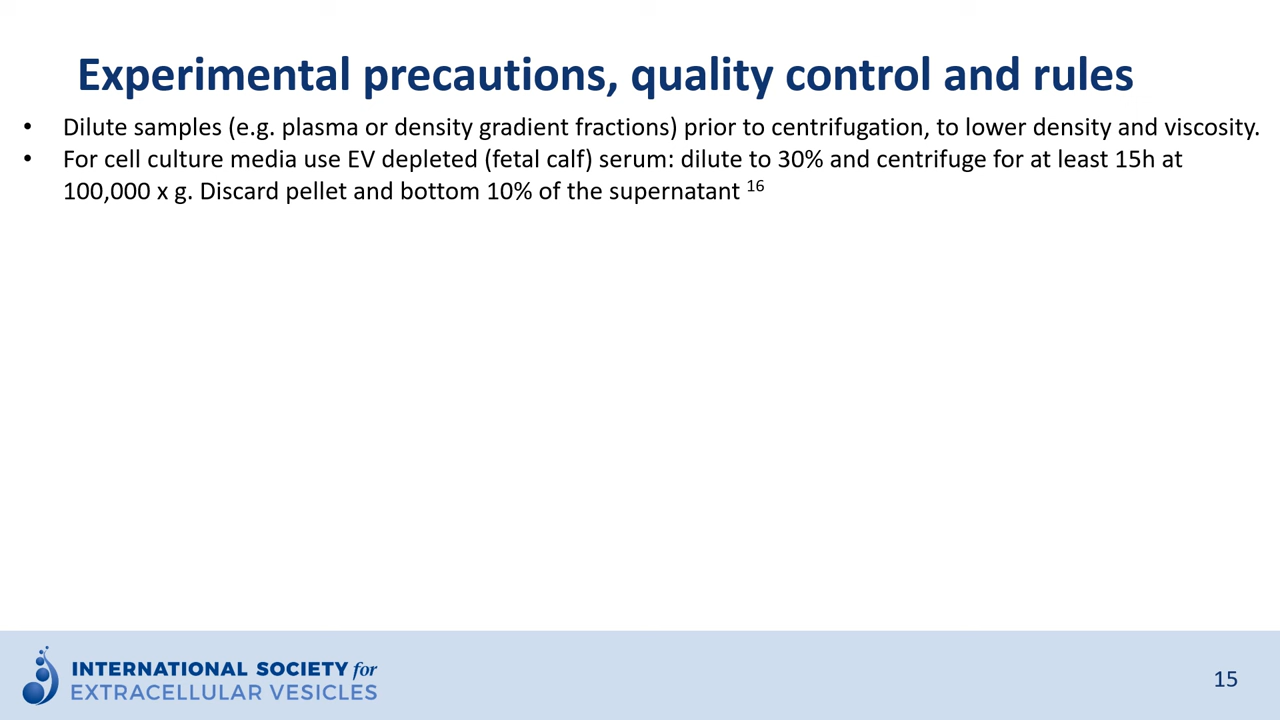 Experimental precautions, quality control and rules
• Dilute samples (e.g. plasma or density gradient fractions) prior to centrifugation, to lower density and viscosity.
• For cell culture media use EV depleted (fetal calf) serum: dilute to 30% and centrifuge for at least 15h at
100,000 x g. Discard pellet and bottom 10% of the supernatant 16
INTERNATIONAL SOCIETY for
EXTRACELLULAR VESICLES
15